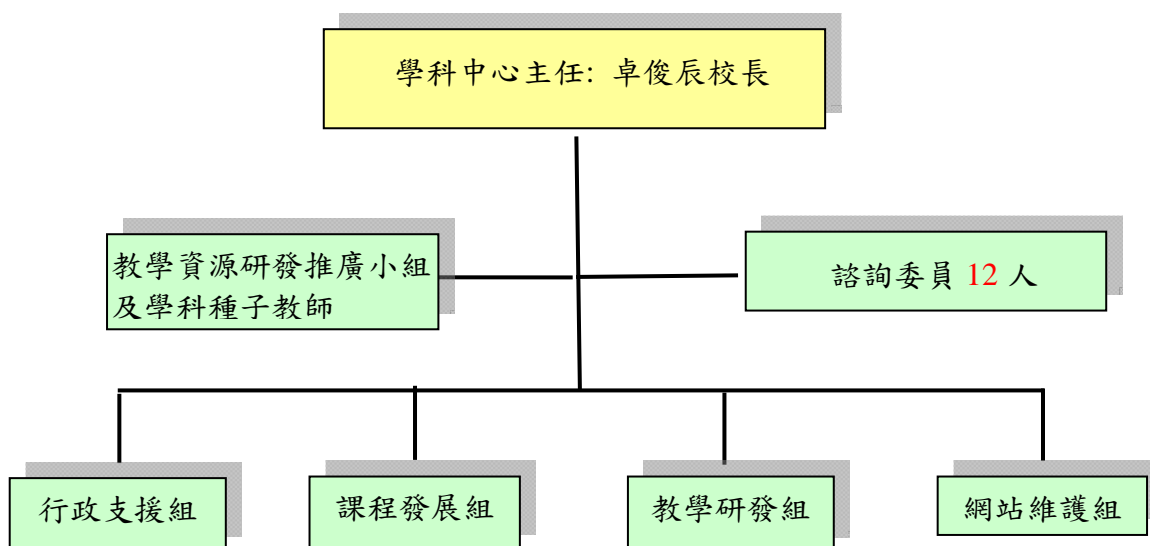 學科中心主任: 卓俊辰校長
教學資源研發推廣小組
及學科種子教師
諮詢委員 12 人
行政支援組
課程發展組
教學研發組
網站維護組